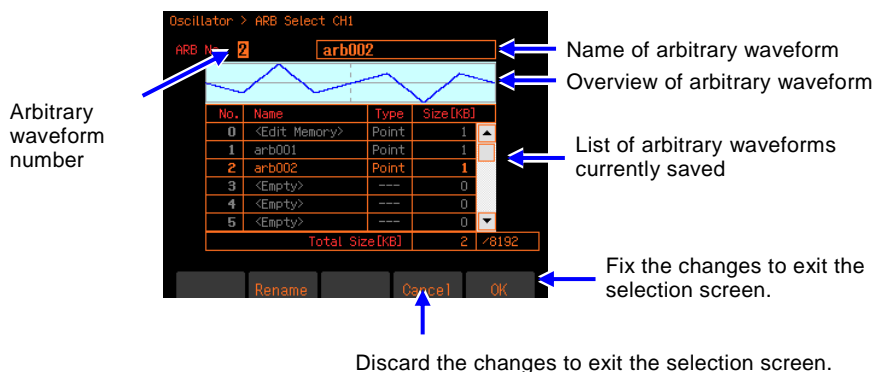 Oscillator > ARB Select CH1
ARB No. 2 arb002
Name of arbitrary waveform
Overview of arbitrary waveform
Arbitrary
waveform
number
No. Name Type Size[KB]
0 <Edit Memory> Point 1
1 arb001 Point 1
2 arb002 Point 1
3 <Empty> --- 0
4 <Empty> --- 0
5 <Empty> --- 0
Total Size[KB] 2 /8192
List of arbitrary waveforms
currently saved
Rename Cancel OK
Fix the changes to exit the
selection screen.
Discard the changes to exit the selection screen.